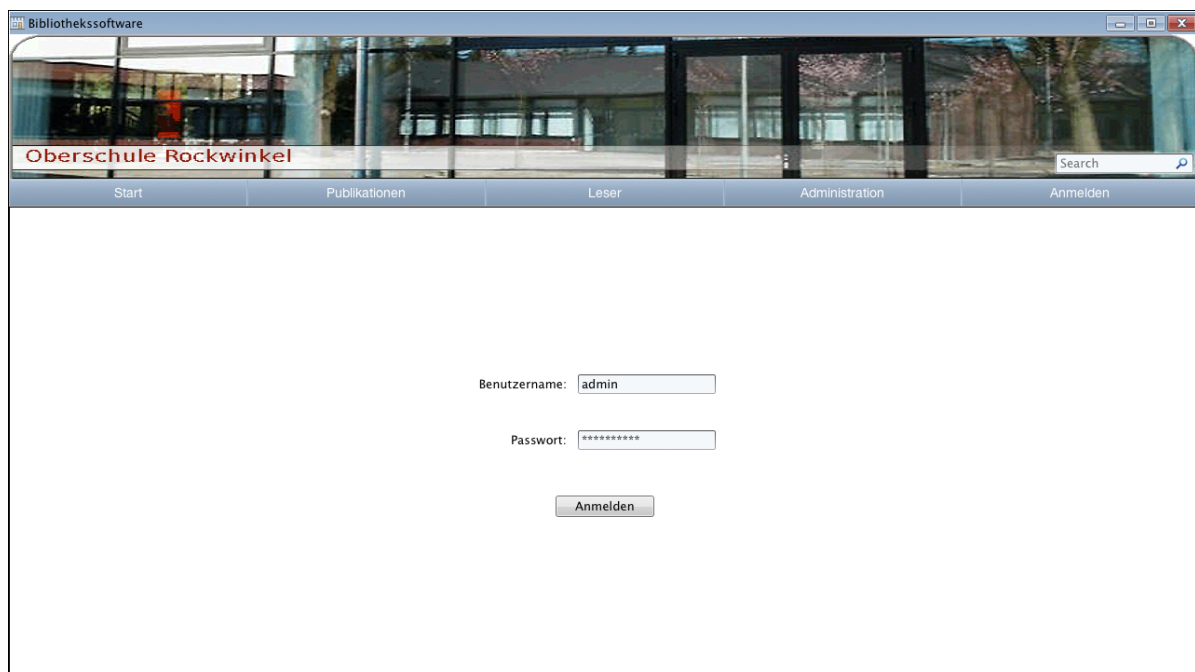 Bibliothekssoftware
Oberschule Rockwinkel
Search
Start Publikationen Leser Administration Anmelden
Benutzername: admin
Passwort: **********
Anmelden